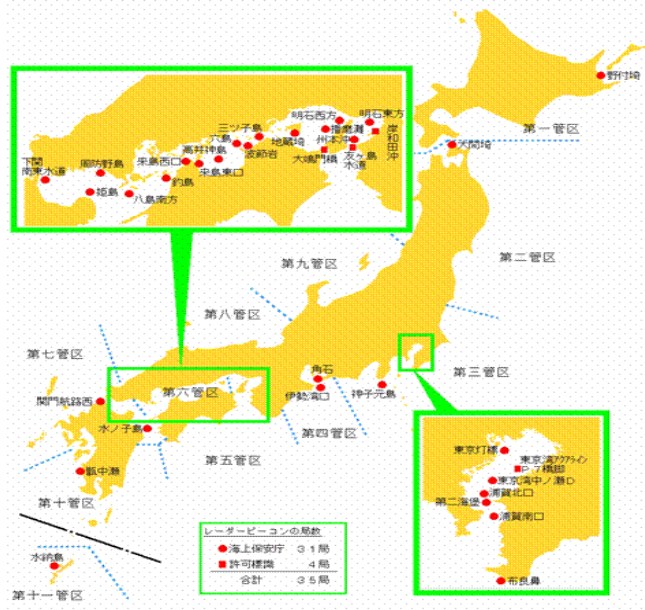 野付埼
第一管区
大間埼
第二管区
三ツ子島
明石西方
明石東方
穴島
播磨灘
岸和田沖
高井神島
地蔵埼
州本沖
下関南東水道
周防野島
来島西口
波節岩
大鳴門橋
友ヶ島水道
来島東口
釣島
姫島
八島南方
第九管区
第八管区
第七管区
第六管区
第三管区
角石
関門航路西
伊勢湾口
神子元島
第四管区
水ノ子島
第五管区
東京灯標
東京湾アクアライン
P7橋脚
東京湾中ノ瀬D
浦賀北口
第二海堡
浦賀南口
布良鼻
甑中瀬
第十管区
水納島
第十一管区
レーダービーコンの局数
海上保安庁 31局
許可標識 4局
合計 35局